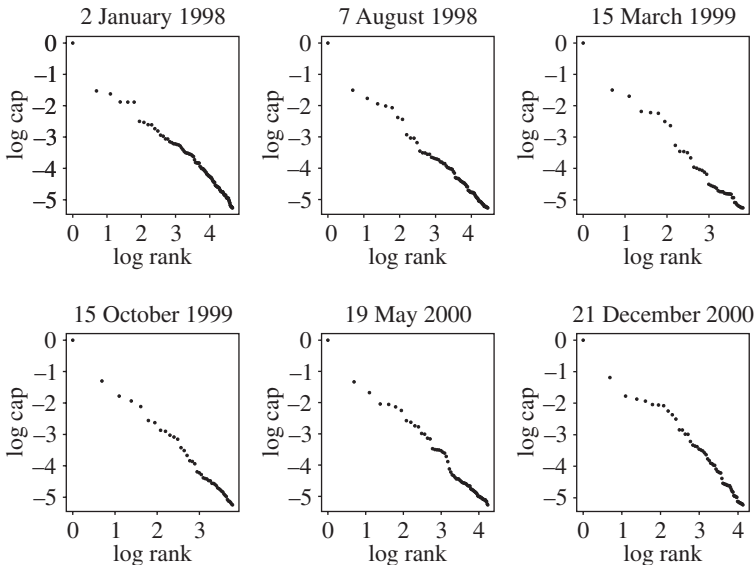 2 January 1998
7 August 1998
15 March 1999
0
–1
–2
–3
–4
–5
log cap
0 1 2 3 4
log rank
0
–1
–2
–3
–4
–5
log cap
0 1 2 3 4
log rank
0
–1
–2
–3
–4
–5
log cap
0 1 2 3
log rank
15 October 1999
19 May 2000
21 December 2000
0
–1
–2
–3
–4
–5
log cap
0 1 2 3
log rank
0
–1
–2
–3
–4
–5
log cap
0 1 2 3 4
log rank
0
–1
–2
–3
–4
–5
log cap
0 1 2 3 4
log rank